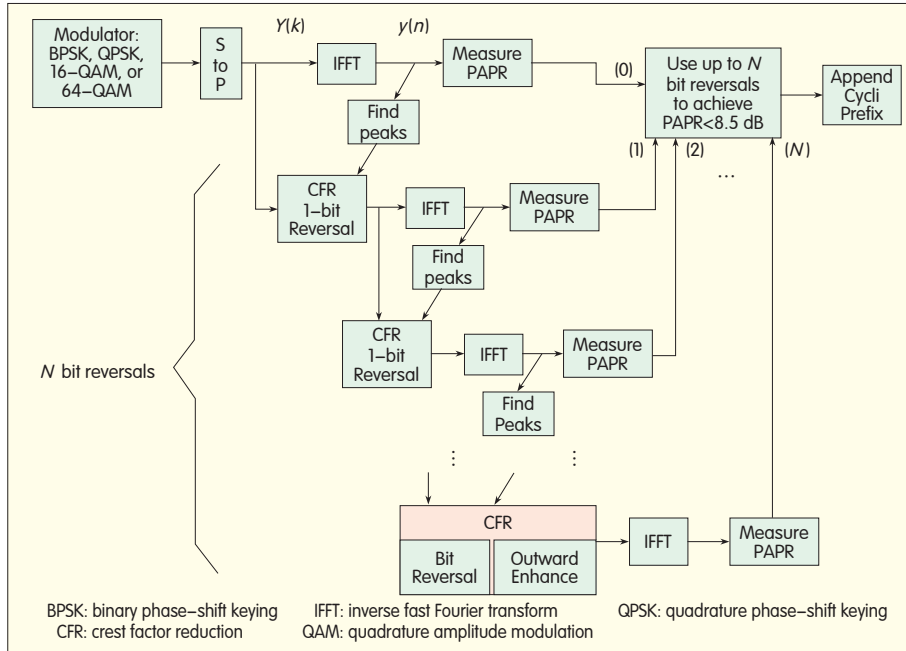 Modulator:
BPSK, QPSK,
16–QAM, or
64–QAM
S
to
P
Y(k)
IFFT
y(n)
Measure
PAPR
(0)
Use up to N
bit reversals
to achieve
PAPR<8.5 dB
Append
Cycli
Prefix
Find
peaks
(1)
(2)
(N)
...
CFR
1–bit
Reversal
IFFT
Measure
PAPR
Find
peaks
CFR
1–bit
Reversal
IFFT
Measure
PAPR
Find
Peaks
N bit reversals
...
...
CFR
Bit
Reversal
Outward
Enhance
IFFT
Measure
PAPR
BPSK: binary phase–shift keying
IFFT: inverse fast Fourier transform
QPSK: quadrature phase–shift keying
CFR: crest factor reduction
QAM: quadrature amplitude modulation